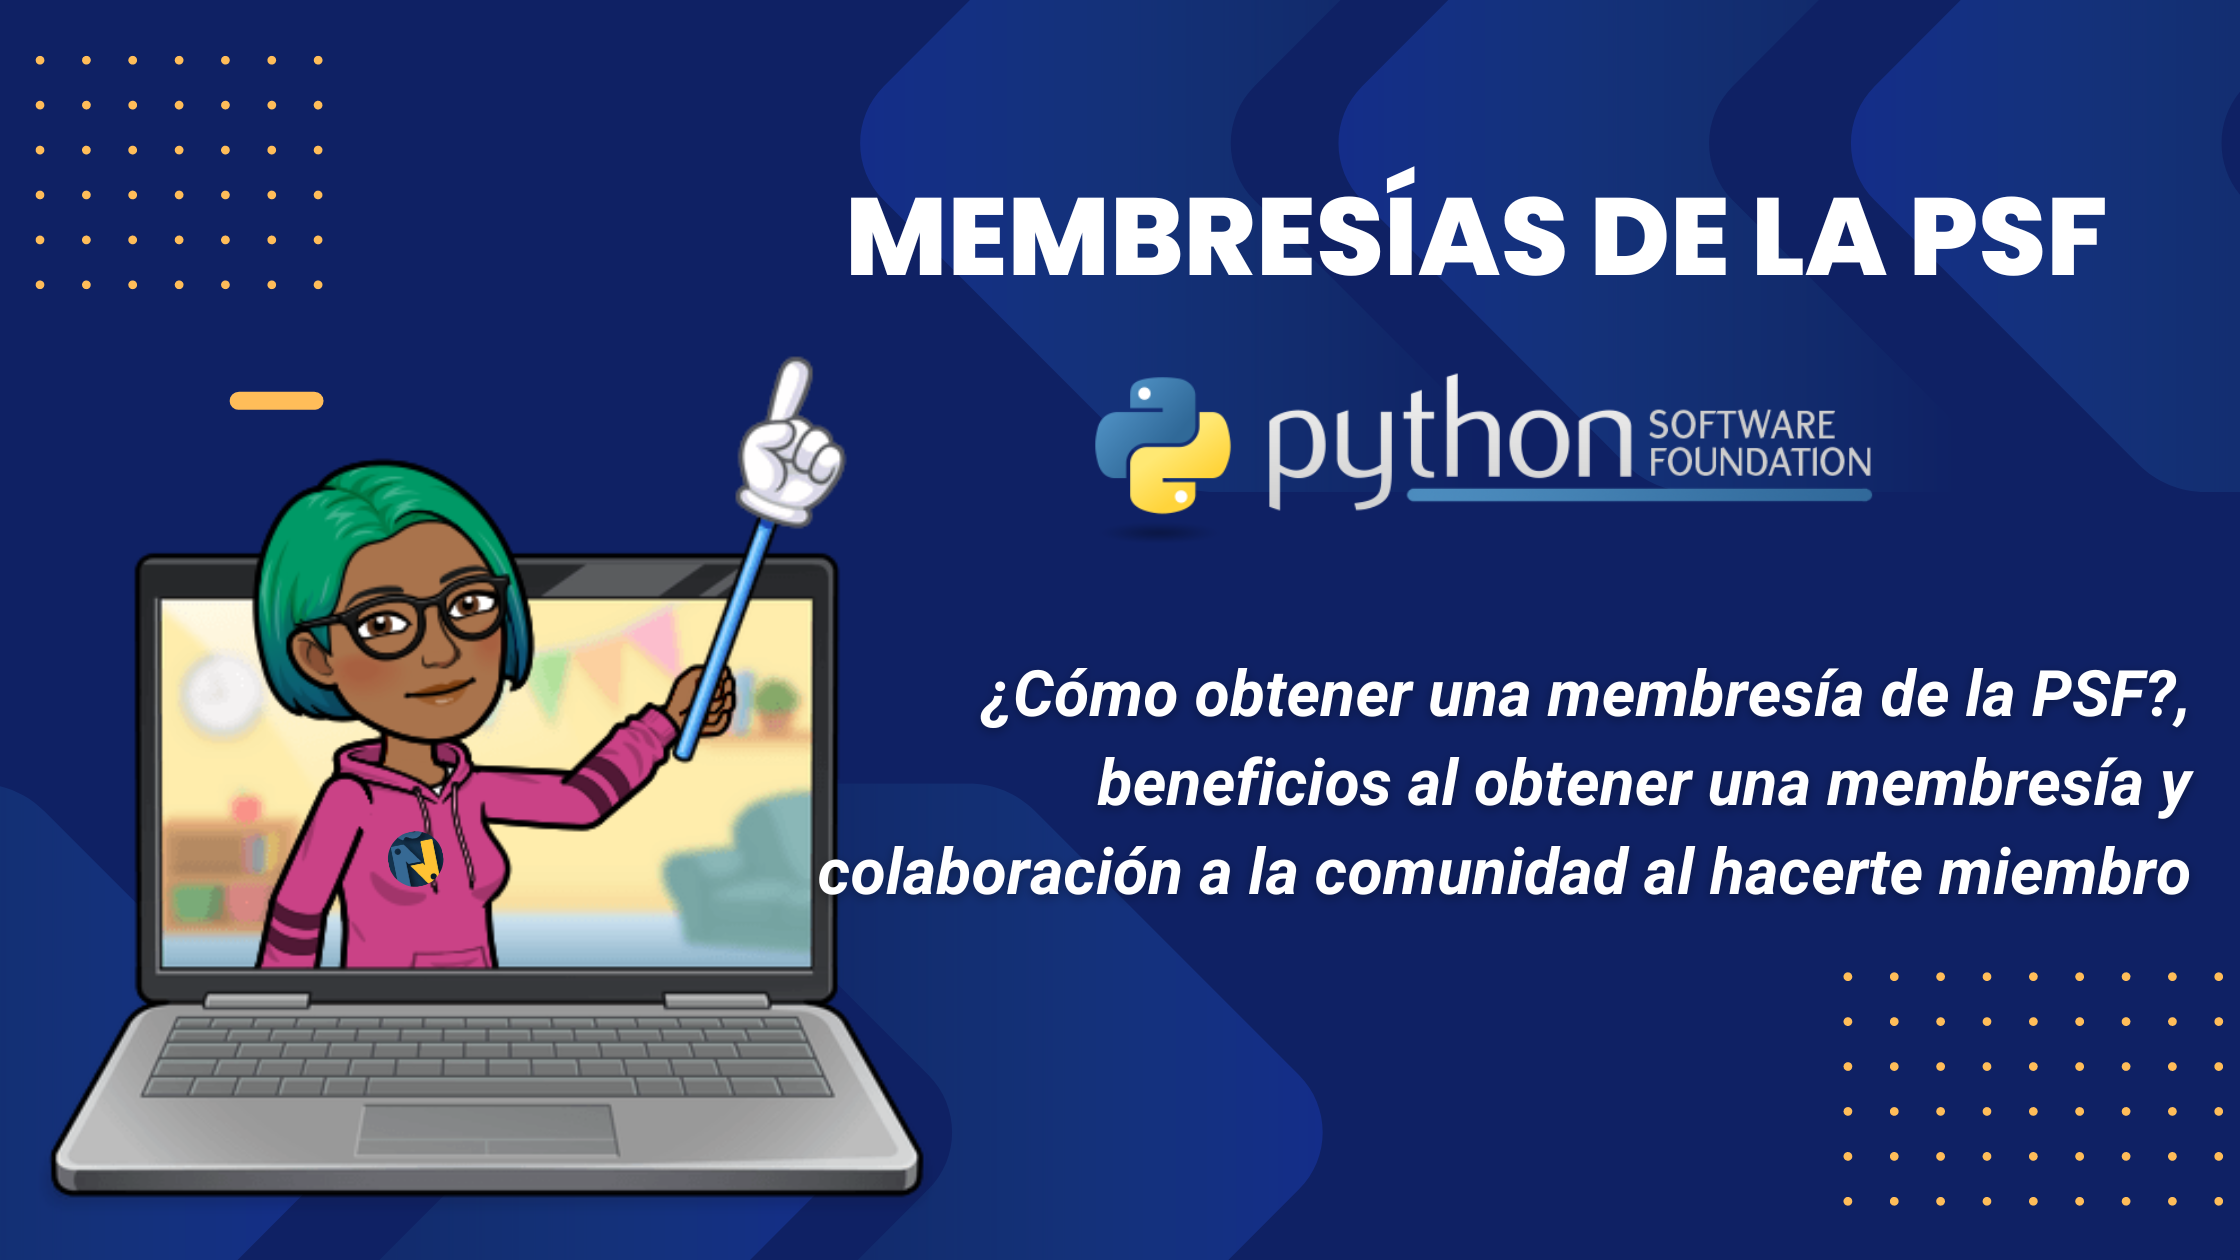 MEMBRESÍAS DE LA PSF
python SOFTWARE
FOUNDATION
¿Cómo obtener una membresía de la PSF?,
beneficios al obtener una membresía y
colaboración a la comunidad al hacerte miembro